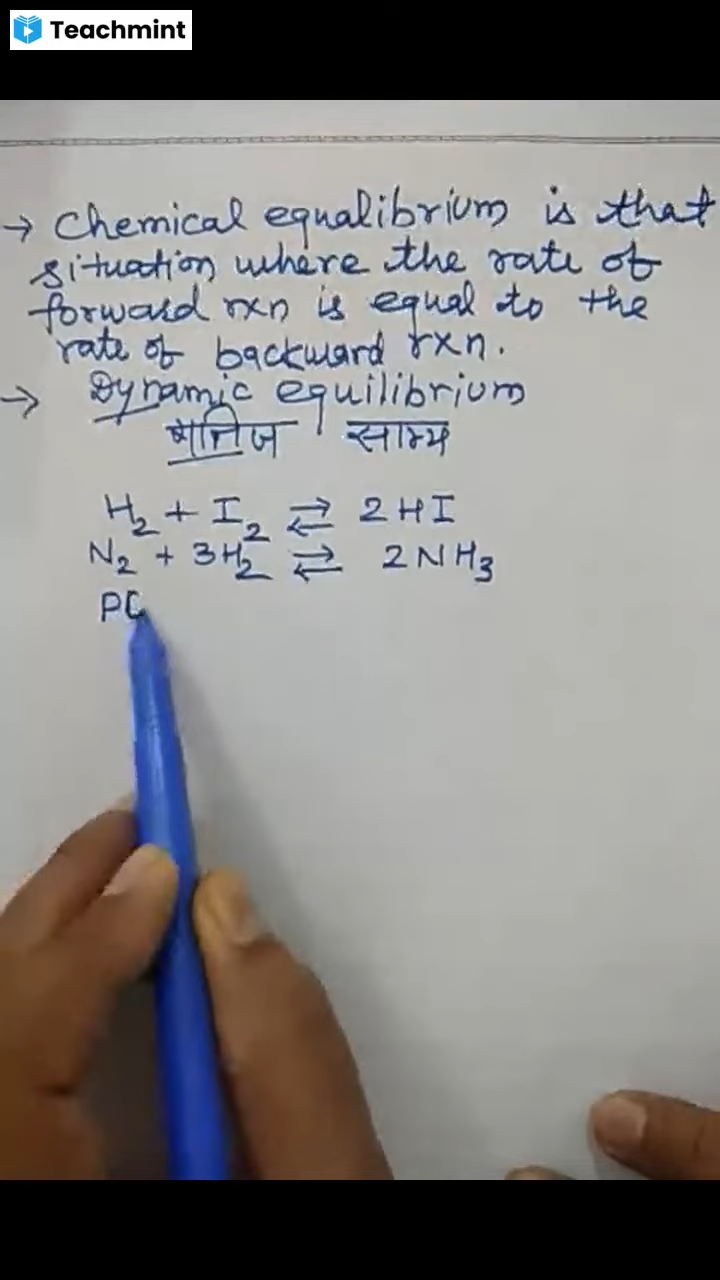 Teachmint
→ Chemical equalibrium is that
situation where the rate of
forward rxn is equal to the
rate of backward rxn.
→ Dynamic equilibrium
गतिज साम्य
H₂ + I₂ ⇄ 2HI
N₂ + 3H₂ ⇄ 2NH₃
PC